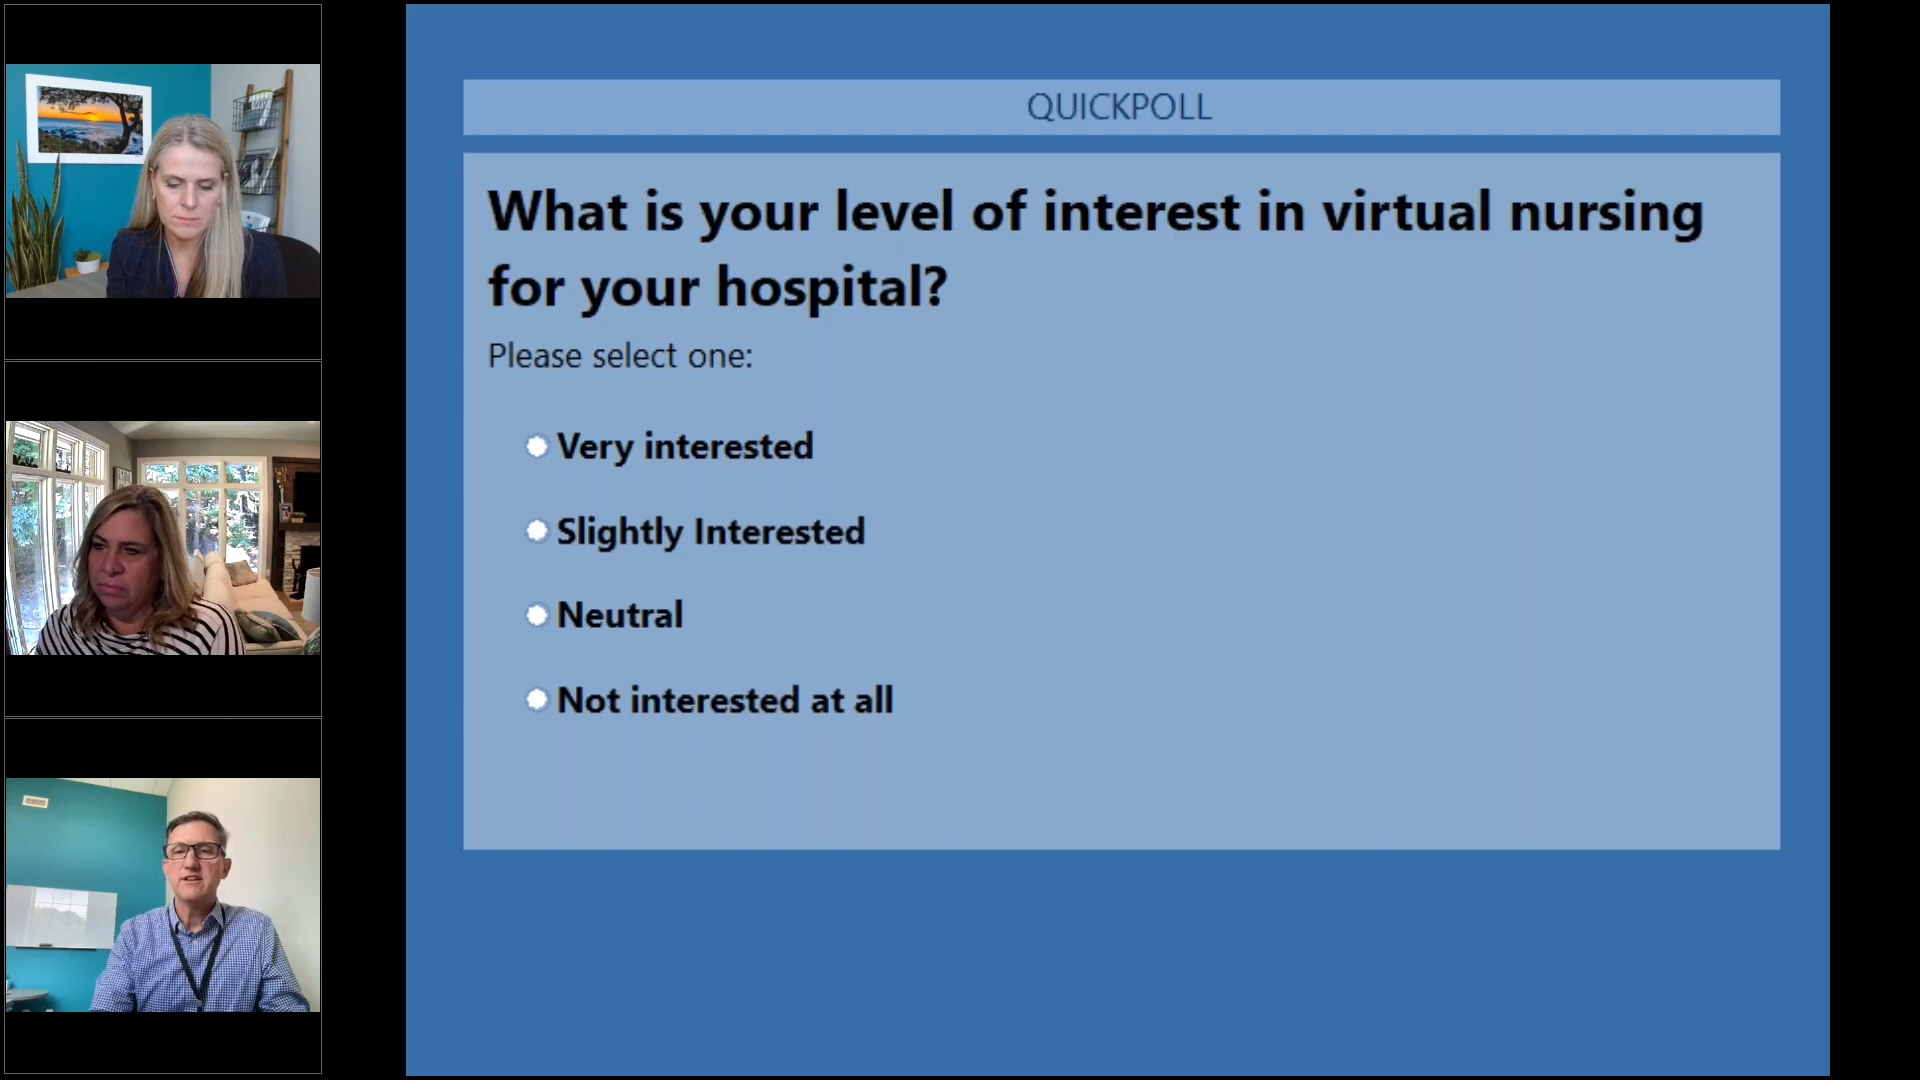 QUICKPOLL
What is your level of interest in virtual nursing
for your hospital?
Please select one:
Very interested
Slightly Interested
Neutral
Not interested at all